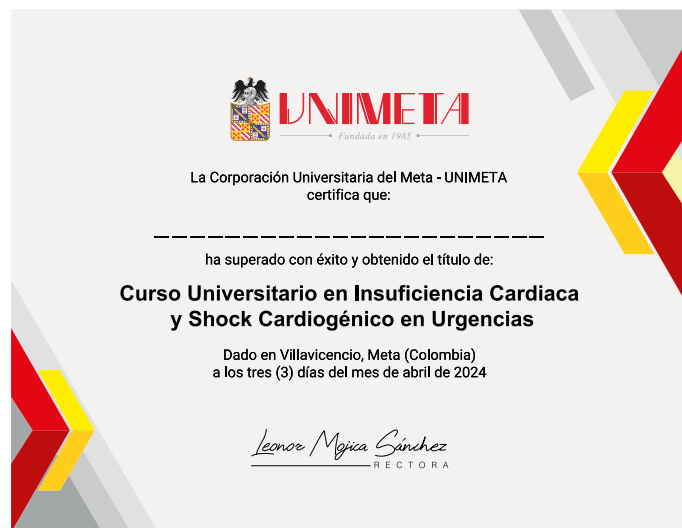 UNIMETA
Fundada en 1985
La Corporación Universitaria del Meta - UNIMETA
certifica que:
ha superado con éxito y obtenido el título de:
Curso Universitario en Insuficiencia Cardiaca
y Shock Cardiogénico en Urgencias
Dado en Villavicencio, Meta (Colombia)
a los tres (3) días del mes de abril de 2024
Leonor Mojica Sánchez
RECTORA